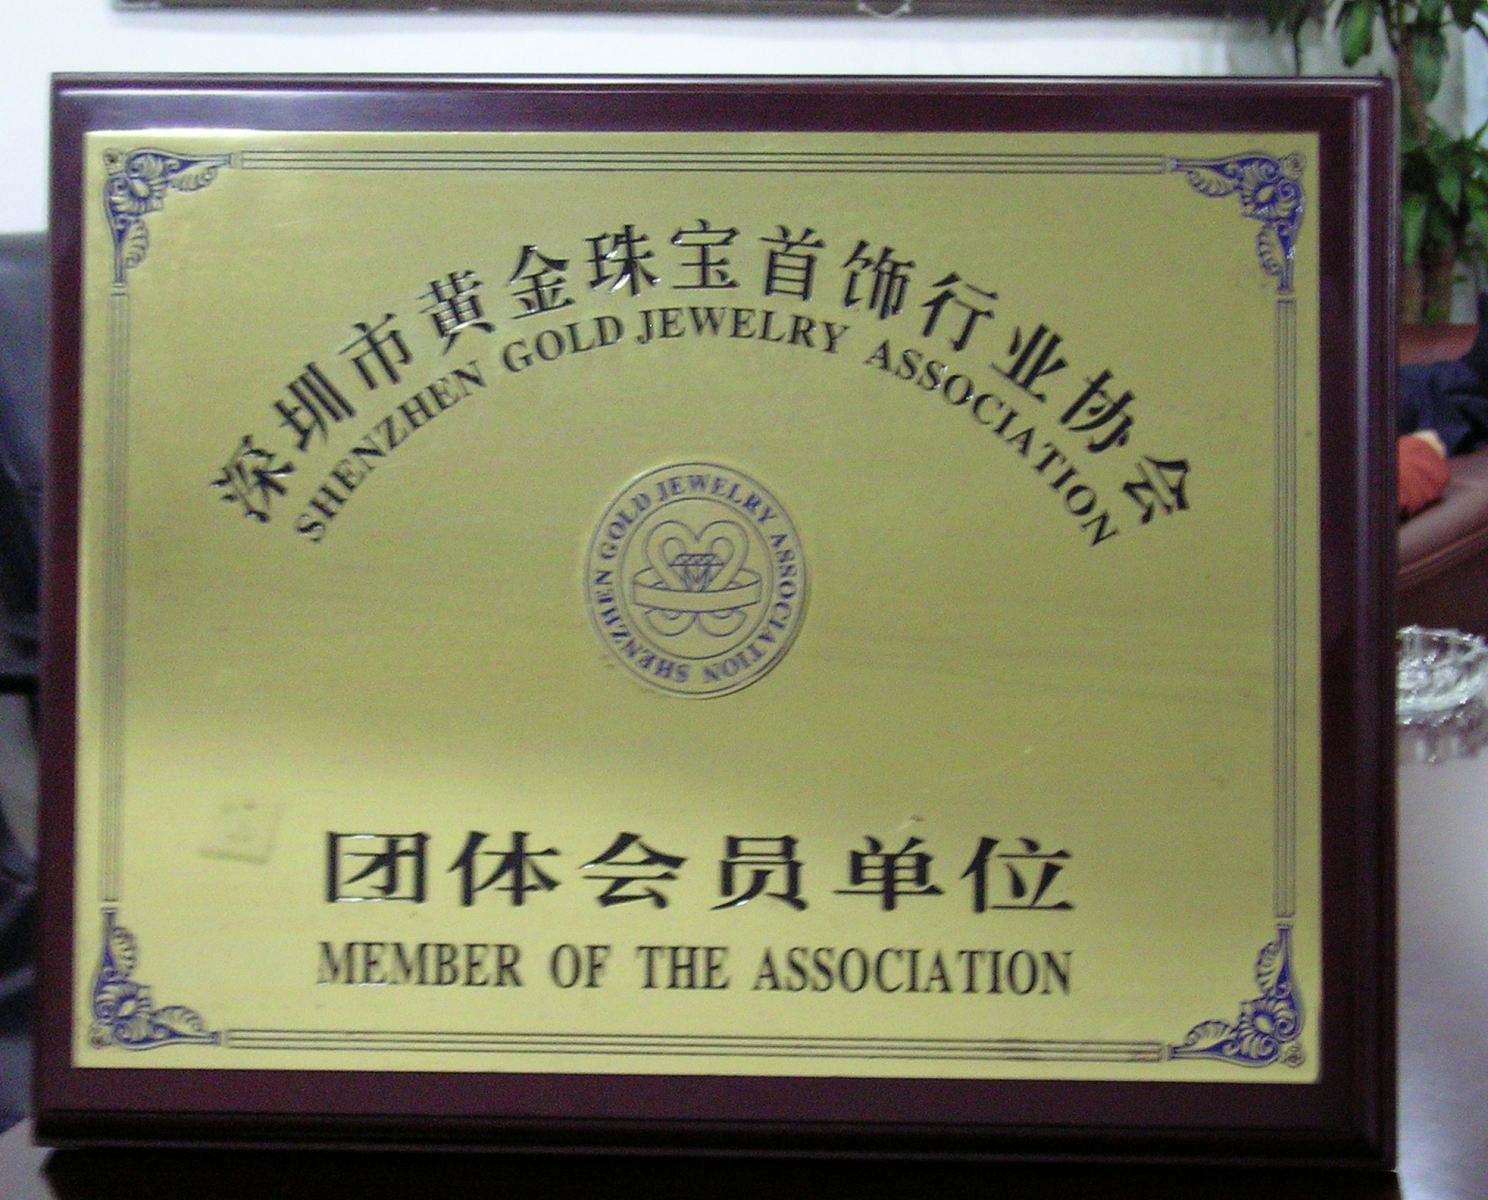 深圳市黄金珠宝首饰行业协会
SHENZHEN GOLD JEWELRY ASSOCIATION
SHENZHEN GOLD JEWELRY ASSOCIATION
团体会员单位
MEMBER OF THE ASSOCIATION